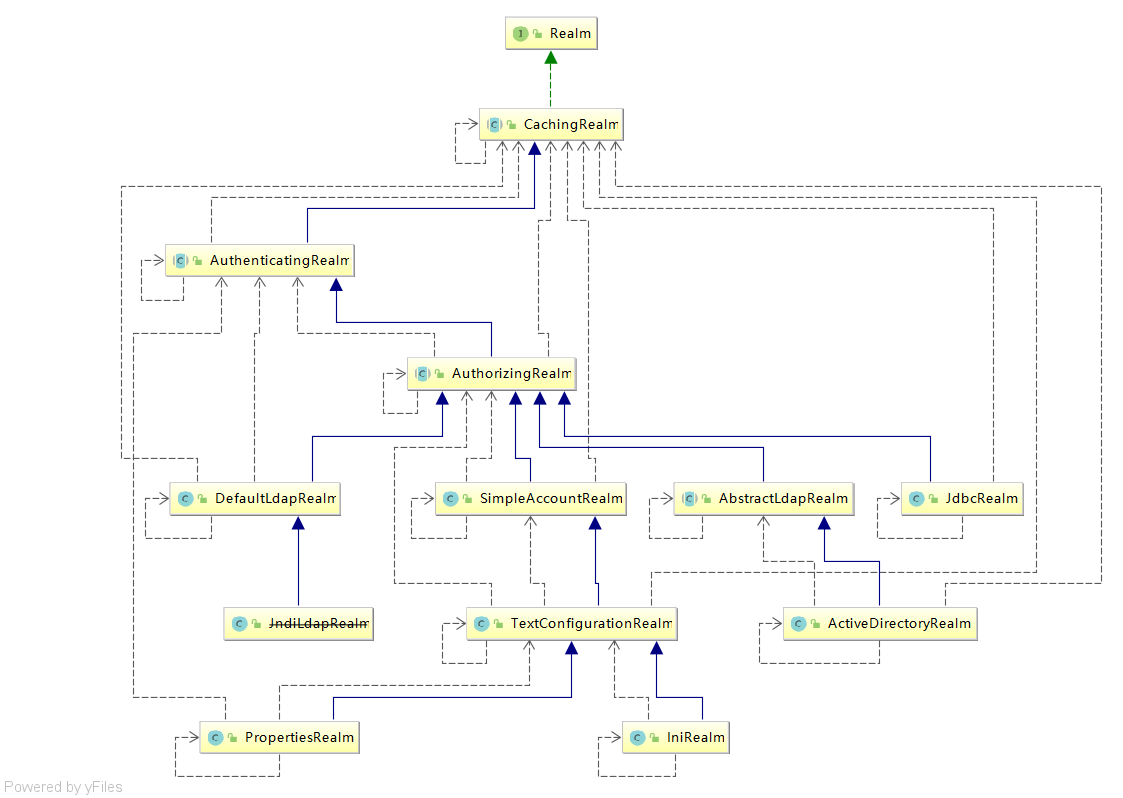 Realm
CachingRealm
AuthenticatingRealm
AuthorizingRealm
DefaultLdapRealm
SimpleAccountRealm
AbstractLdapRealm
JdbcRealm
JndiLdapRealm
TextConfigurationRealm
ActiveDirectoryRealm
PropertiesRealm
IniRealm
Powered by yFiles